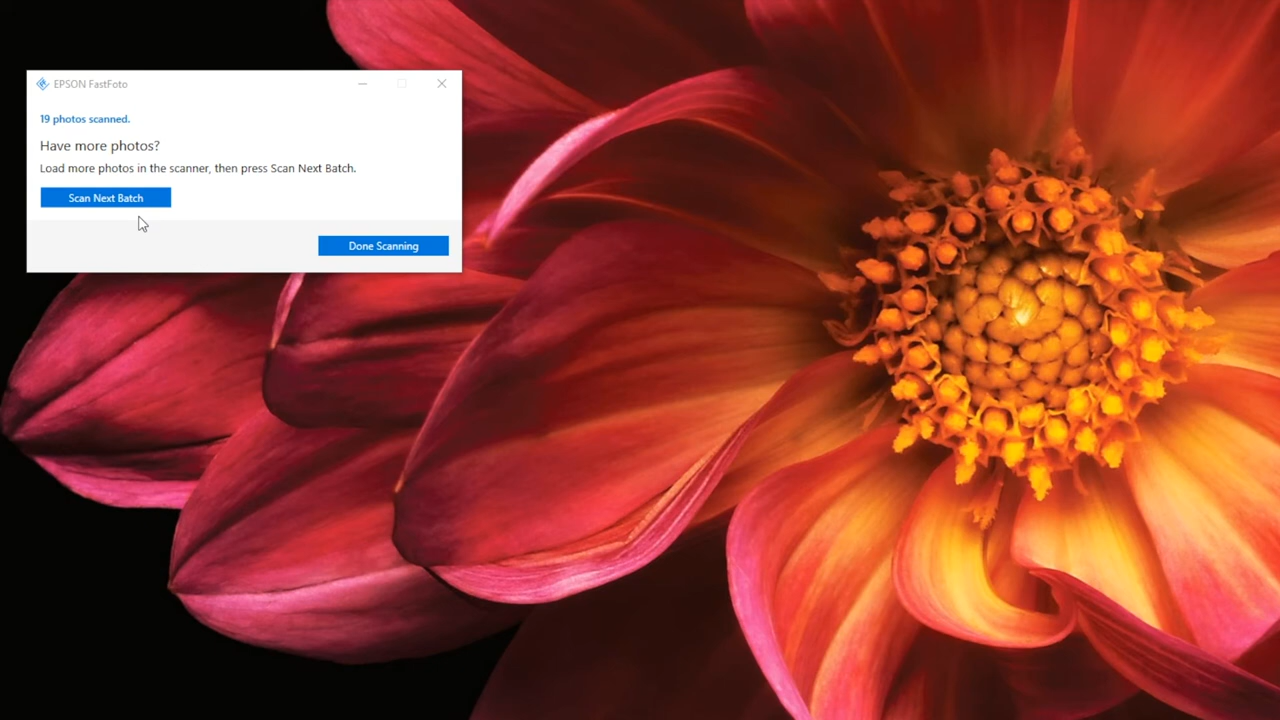 EPSON FastFoto
19 photos scanned.
Have more photos?
Load more photos in the scanner, then press Scan Next Batch.
Scan Next Batch
Done Scanning